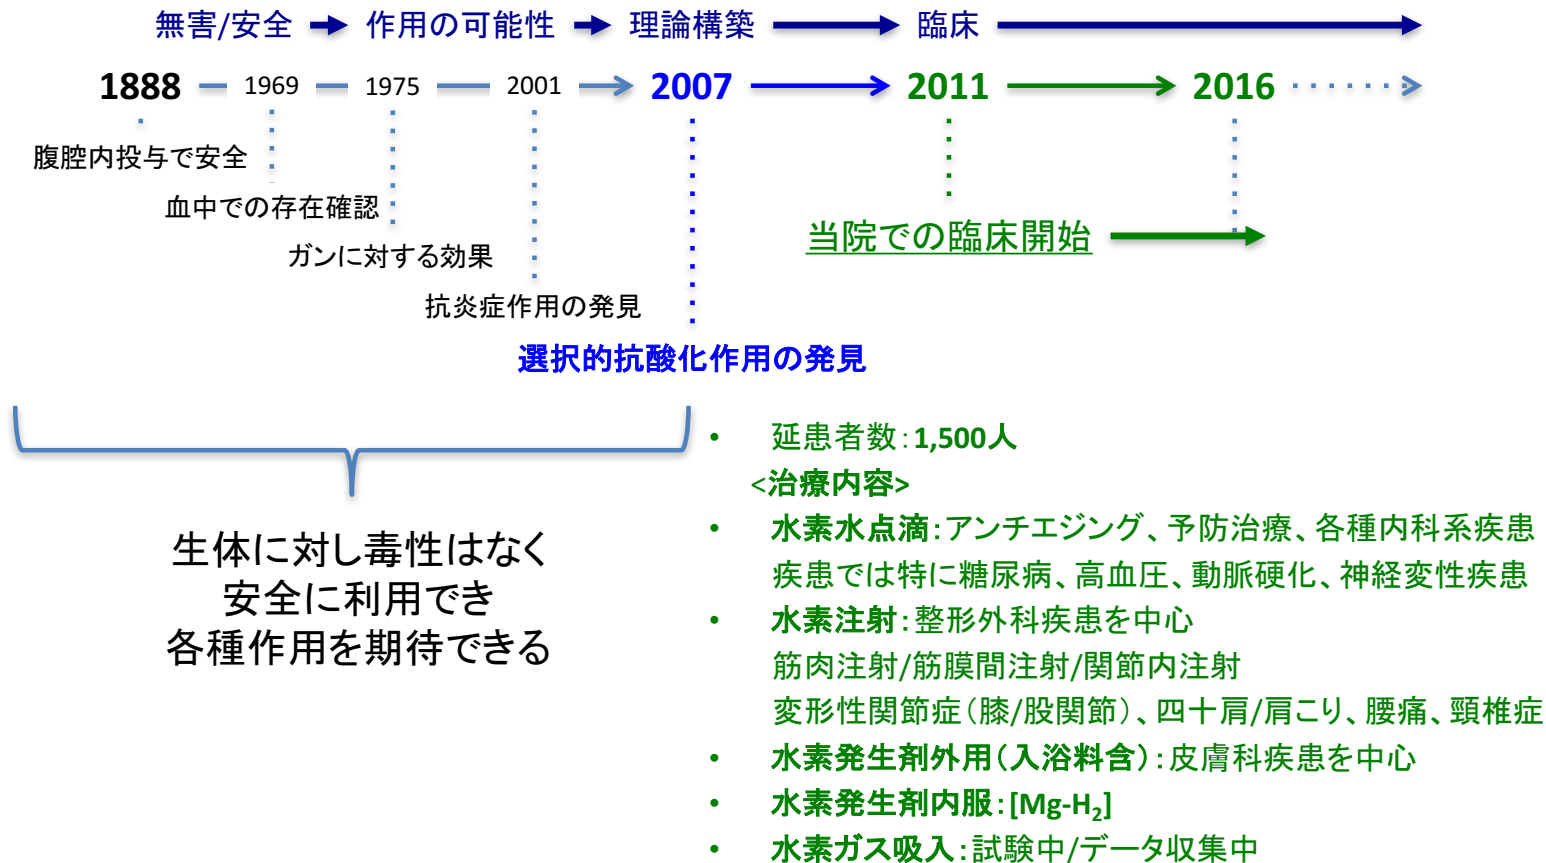 無害/安全 作用の可能性 理論構築 臨床
1888 1969 1975 2001 2007 2011 2016
腹腔内投与で安全
血中での存在確認
ガンに対する効果
抗炎症作用の発見
選択的抗酸化作用の発見
当院での臨床開始
生体に対し毒性はなく
安全に利用でき
各種作用を期待できる
• 延患者数：1,500人
<治療内容>
• 水素水点滴：アンチエジング、予防治療、各種内科系疾患
疾患では特に糖尿病、高血圧、動脈硬化、神経変性疾患
• 水素注射：整形外科疾患を中心
筋肉注射/筋膜間注射/関節内注射
変形性関節症（膝/股関節）、四十肩/肩こり、腰痛、頸椎症
• 水素発生剤外用（入浴料含）：皮膚科疾患を中心
• 水素発生剤内服：[Mg-H₂]
• 水素ガス吸入：試験中/データ収集中